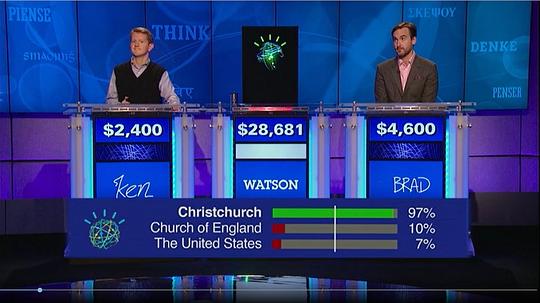 PIENSE
THINK
ΣΚΕΨΟΥ
DENKE
PENSER
$2,400
$28,681
$4,600
Ken
WATSON
BRAD
Christchurch 97%
Church of England 10%
The United States 7%